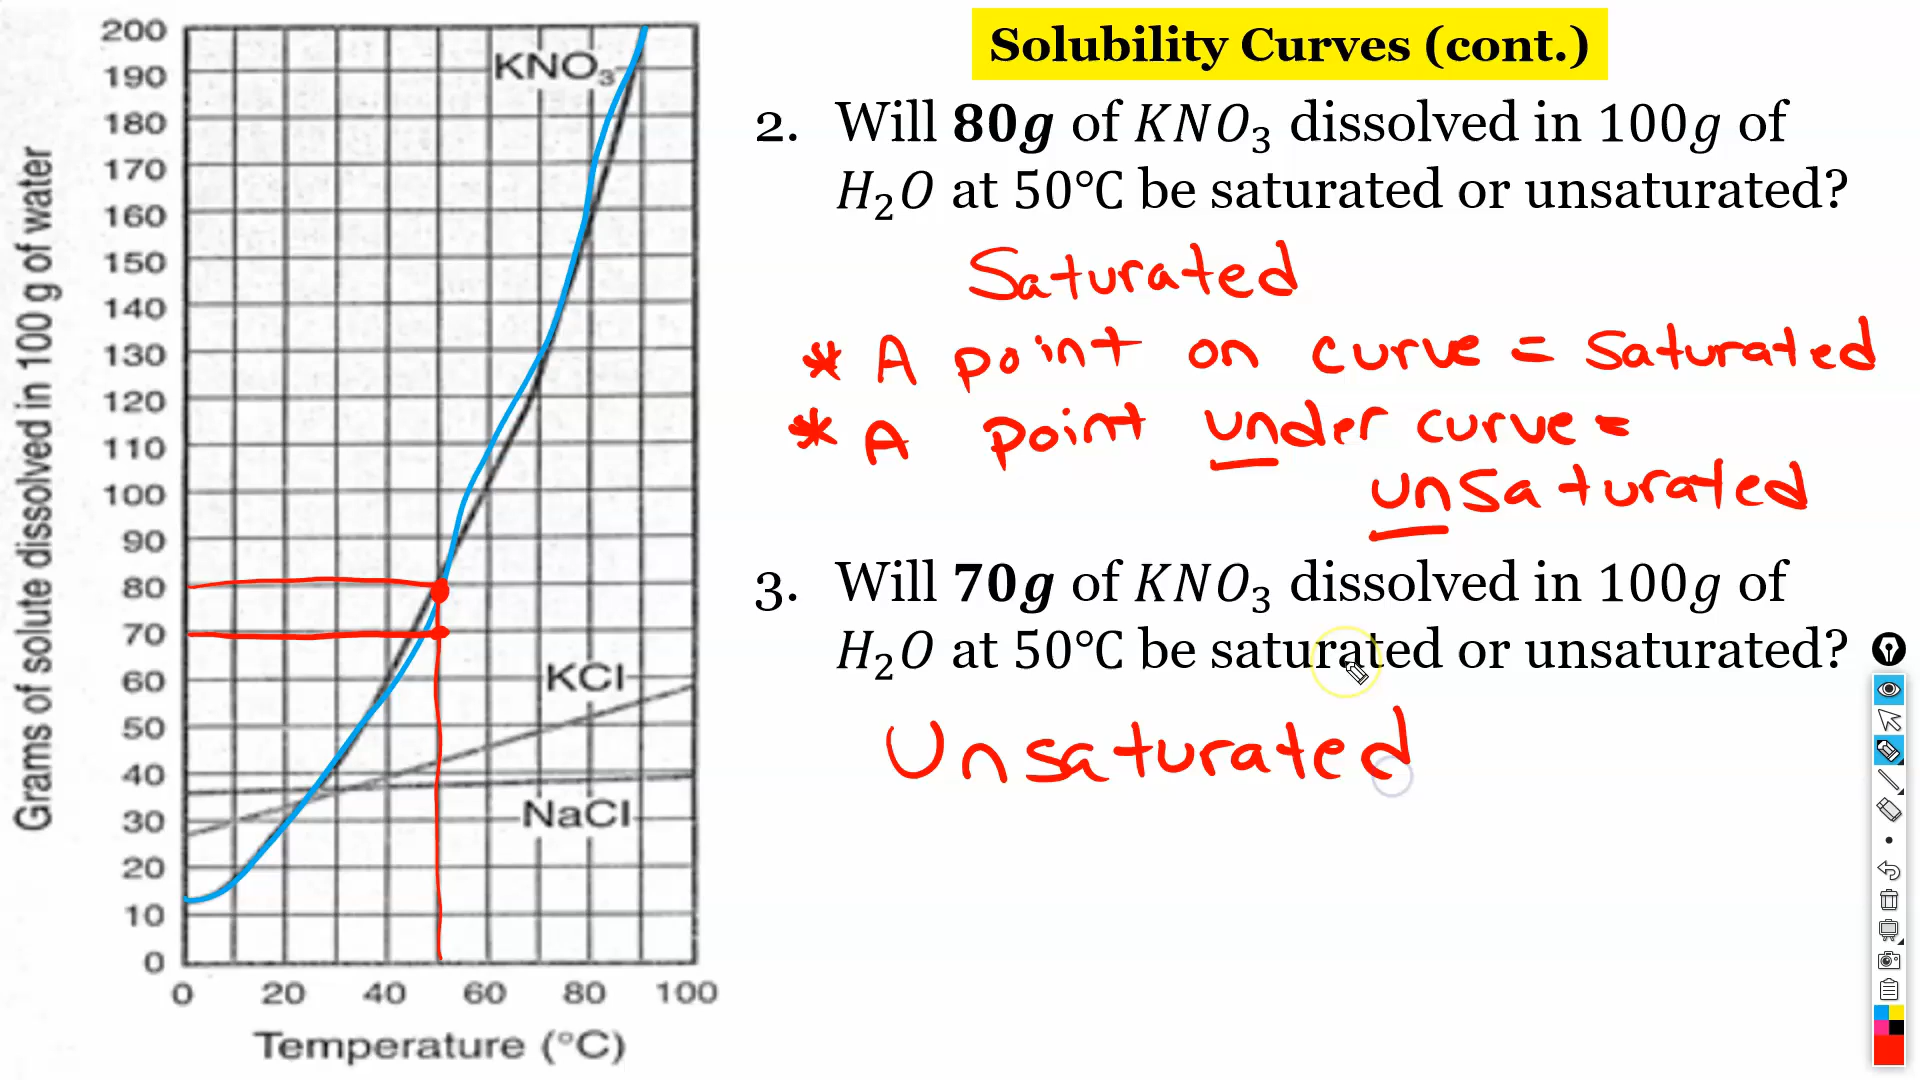 Solubility Curves (cont.)
200
190
180
170
160
150
140
130
120
110
100
90
80
70
60
50
40
30
20
10
0
0 20 40 60 80 100
Grams of solute dissolved in 100 g of water
Temperature (°C)
KNO₃
KCl
NaCl
2. Will 80g of KNO₃ dissolved in 100g of
H₂O at 50°C be saturated or unsaturated?
Saturated
* A point on curve = saturated
* A point under curve =
unsaturated
3. Will 70g of KNO₃ dissolved in 100g of
H₂O at 50°C be saturated or unsaturated?
Unsaturated